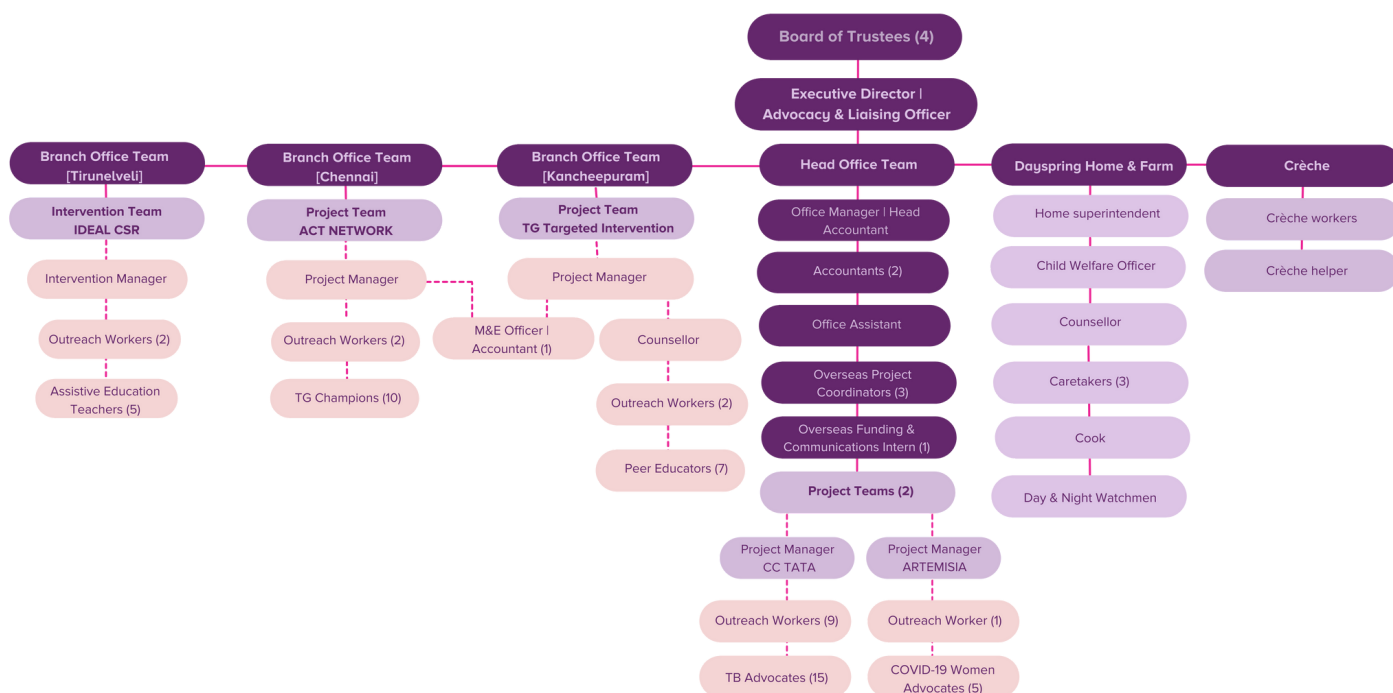 Board of Trustees (4)
Executive Director |
Advocacy & Liaising Officer
Branch Office Team
[Tirunelveli]
Branch Office Team
[Chennai]
Branch Office Team
[Kancheepuram]
Head Office Team
Dayspring Home & Farm
Crèche
Intervention Team
IDEAL CSR
Intervention Manager
Outreach Workers (2)
Assistive Education
Teachers (5)
Project Team
ACT NETWORK
Project Manager
Outreach Workers (2)
TG Champions (10)
M&E Officer |
Accountant (1)
Project Team
TG Targeted Intervention
Project Manager
Counsellor
Outreach Workers (2)
Peer Educators (7)
Office Manager | Head
Accountant
Accountants (2)
Office Assistant
Overseas Project
Coordinators (3)
Overseas Funding &
Communications Intern (1)
Project Teams (2)
Project Manager
CC TATA
Outreach Workers (9)
TB Advocates (15)
Project Manager
ARTEMISIA
Outreach Worker (1)
COVID-19 Women
Advocates (5)
Home superintendent
Child Welfare Officer
Counsellor
Caretakers (3)
Cook
Day & Night Watchmen
Crèche workers
Crèche helper